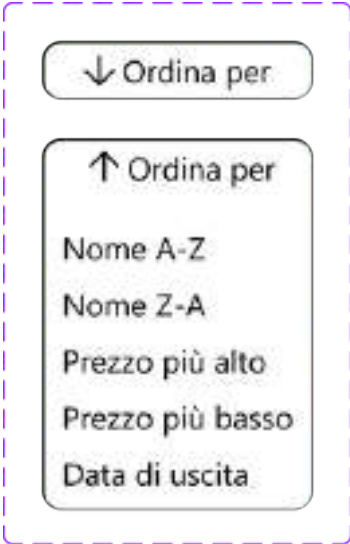 ↓ Ordina per
↑ Ordina per
Nome A-Z
Nome Z-A
Prezzo più alto
Prezzo più basso
Data di uscita